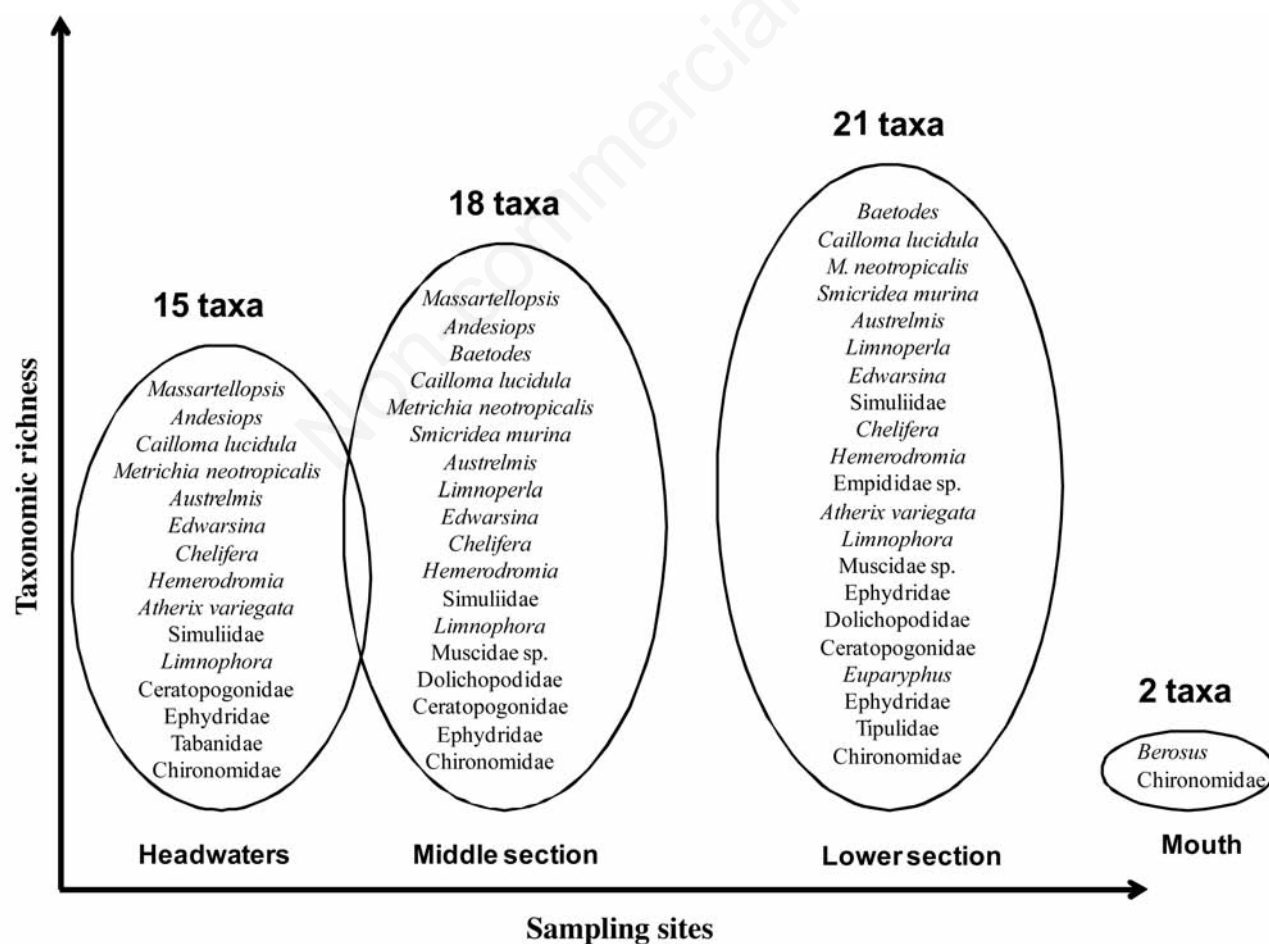 Non-commercial
Taxonomic richness
15 taxa
Massartellopsis
Andesiops
Cailloma lucidula
Metrichia neotropicalis
Austrelmis
Edwarsina
Chelifera
Hemerodromia
Atherix variegata
Simuliidae
Limnophora
Ceratopogonidae
Ephydridae
Tabanidae
Chironomidae
Headwaters
18 taxa
Massartellopsis
Andesiops
Baetodes
Cailloma lucidula
Metrichia neotropicalis
Smicridea murina
Austrelmis
Limnoperla
Edwarsina
Chelifera
Hemerodromia
Simuliidae
Limnophora
Muscidae sp.
Dolichopodidae
Ceratopogonidae
Ephydridae
Chironomidae
Middle section
21 taxa
Baetodes
Cailloma lucidula
M. neotropicalis
Smicridea murina
Austrelmis
Limnoperla
Edwarsina
Simuliidae
Chelifera
Hemerodromia
Empididae sp.
Atherix variegata
Limnophora
Muscidae sp.
Ephydridae
Dolichopodidae
Ceratopogonidae
Euparyphus
Ephydridae
Tipulidae
Chironomidae
Lower section
2 taxa
Berosus
Chironomidae
Mouth
Sampling sites